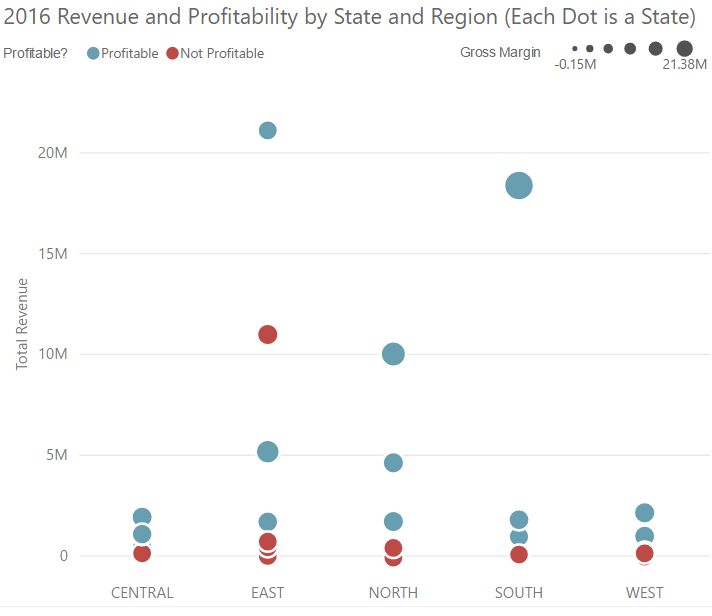 2016 Revenue and Profitability by State and Region (Each Dot is a State)
Profitable? Profitable Not Profitable Gross Margin
-0.15M 21.38M
20M
15M
10M
5M
0
Total Revenue
CENTRAL EAST NORTH SOUTH WEST